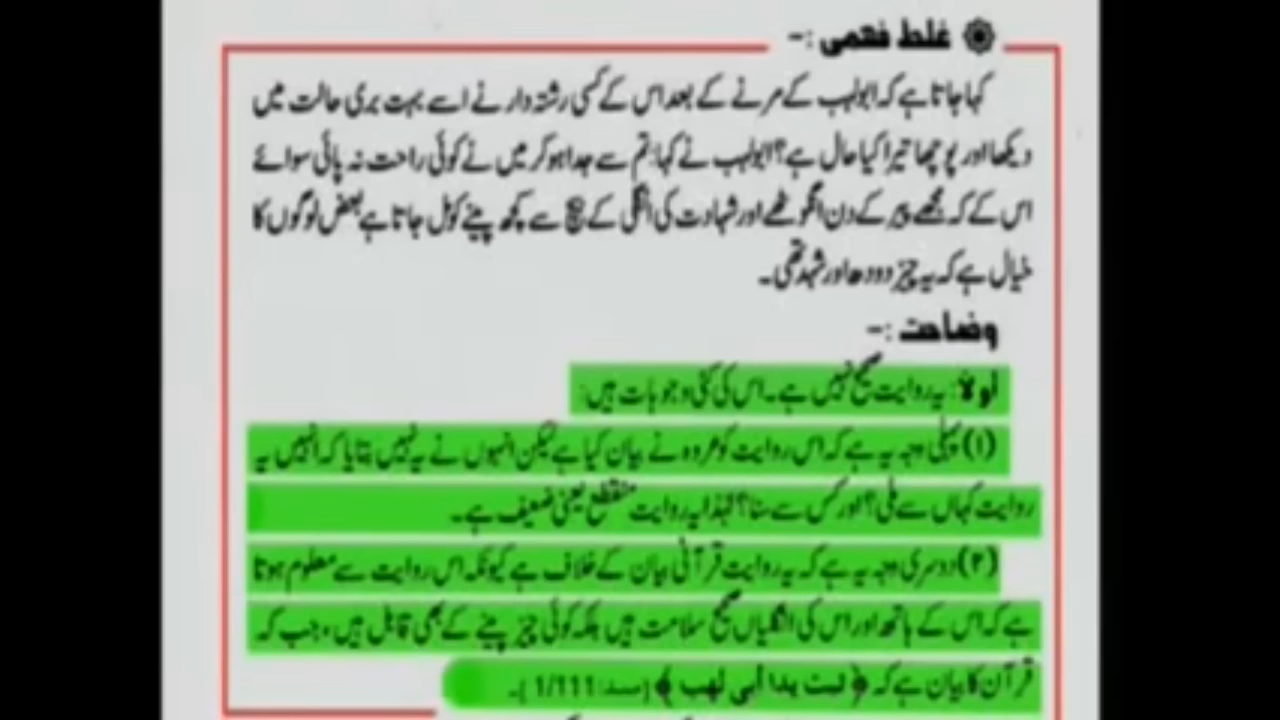 غلط فہمی :-
کہا جاتا ہے کہ ابولہب کے مرنے کے بعد اس کے کسی رشتہ دار نے اسے بہت بری حالت میں
دیکھا اور پوچھا تیرا کیا حال ہے؟ ابولہب نے کہا: تم سے جدا ہو کر میں نے کوئی راحت نہ پائی سوائے
اس کے کہ مجھے پیر کے دن انگوٹھے اور شہادت کی انگلی کے بیچ سے کچھ پینے کو مل جاتا ہے بعض لوگوں کا
خیال ہے کہ یہ چیز دودھ اور شہد تھی۔
وضاحت :-
اولاً: یہ روایت صحیح نہیں ہے۔ اس کی کئی وجوہات ہیں:
(۱) پہلی وجہ یہ ہے کہ اس روایت کو عروہ نے بیان کیا ہے لیکن انہوں نے یہ نہیں بتایا کہ انہیں یہ
روایت کہاں سے ملی؟ اور کس سے سنا؟ لہٰذا یہ روایت منقطع یعنی ضعیف ہے۔
(۲) دوسری وجہ یہ ہے کہ یہ روایت قرآنی بیان کے خلاف ہے کیونکہ اس روایت سے معلوم ہوتا
ہے کہ اس کے ہاتھ اور اس کی انگلیاں صحیح سلامت ہیں بلکہ کوئی چیز پینے کے بھی قابل ہیں، جب کہ
قرآن کا بیان ہے کہ ﴿تبت يدا أبي لهب﴾ [مسد:1/111]۔